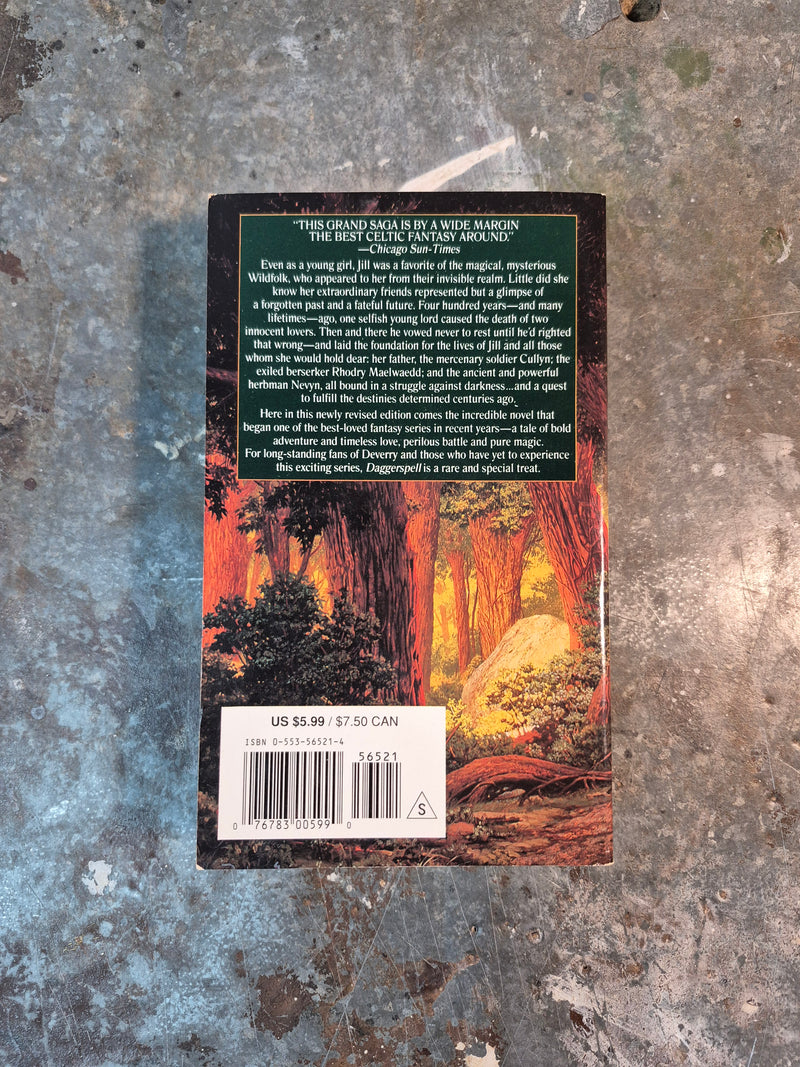 “THIS GRAND SAGA IS BY A WIDE MARGIN
THE BEST CELTIC FANTASY AROUND.”
—Chicago Sun-Times
Even as a young girl, Jill was a favorite of the magical, mysterious
Wildfolk, who appeared to her from their invisible realm. Little did she
know her extraordinary friends represented but a glimpse of
a forgotten past and a fateful future. Four hundred years—and many
lifetimes—ago, one selfish young lord caused the death of two
innocent lovers. Then and there he vowed never to rest until he'd righted
that wrong—and laid the foundation for the lives of Jill and all those
whom she would hold dear: her father, the mercenary soldier Cullyn; the
exiled berserker Rhodry Maelwaedd; and the ancient and powerful
herbman Nevyn, all bound in a struggle against darkness...and a quest
to fulfill the destinies determined centuries ago.
Here in this newly revised edition comes the incredible novel that
began one of the best-loved fantasy series in recent years—a tale of bold
adventure and timeless love, perilous battle and pure magic.
For long-standing fans of Deverry and those who have yet to experience
this exciting series, Daggerspell is a rare and special treat.
US $5.99 / $7.50 CAN
ISBN 0-553-56521-4
56521
0 76783 00599 0
S